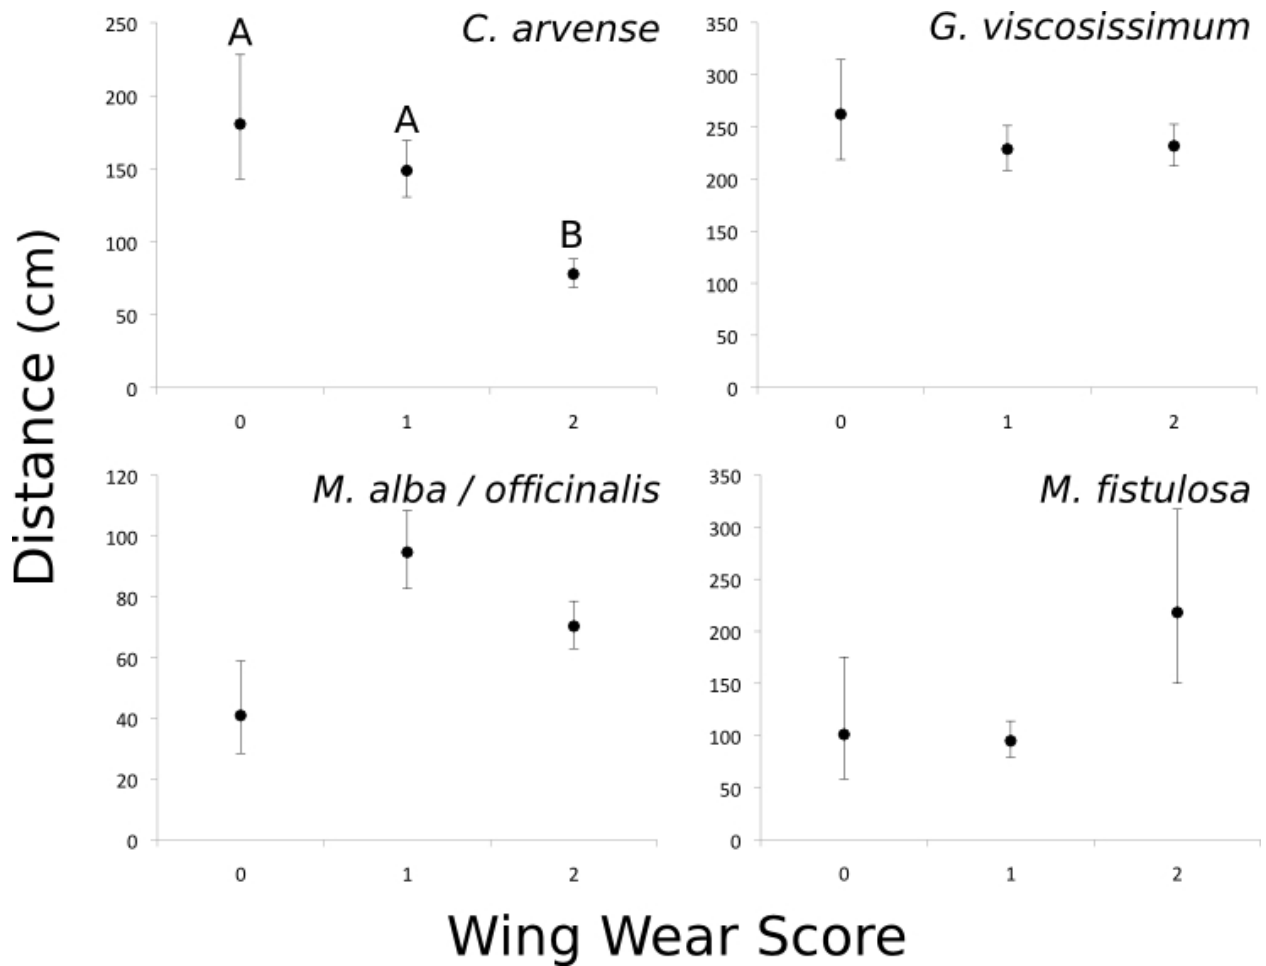 C. arvense
250
200
150
100
50
0
A
A
B
0 1 2
G. viscosissimum
350
300
250
200
150
100
50
0
0 1 2
Distance (cm)
M. alba / officinalis
120
100
80
60
40
20
0
0 1 2
M. fistulosa
350
300
250
200
150
100
50
0
0 1 2
Wing Wear Score